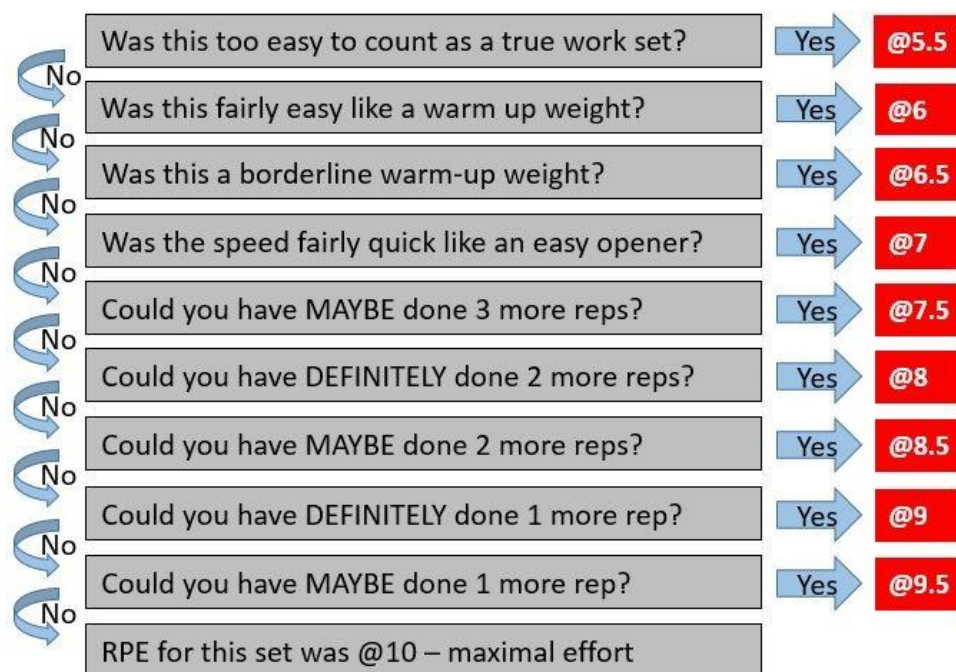 Was this too easy to count as a true work set? Yes @5.5
No
Was this fairly easy like a warm up weight? Yes @6
No
Was this a borderline warm-up weight? Yes @6.5
No
Was the speed fairly quick like an easy opener? Yes @7
No
Could you have MAYBE done 3 more reps? Yes @7.5
No
Could you have DEFINITELY done 2 more reps? Yes @8
No
Could you have MAYBE done 2 more reps? Yes @8.5
No
Could you have DEFINITELY done 1 more rep? Yes @9
No
Could you have MAYBE done 1 more rep? Yes @9.5
No
RPE for this set was @10 – maximal effort